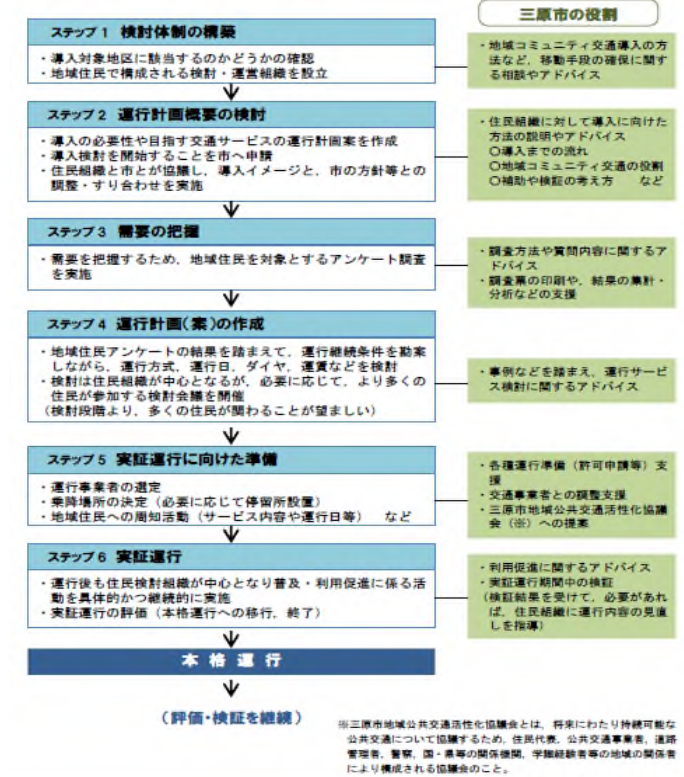 三原市の役割
ステップ1 検討体制の構築
・導入対象地区に該当するのかどうかの確認
・地域住民で構成される検討・運営組織を設立
・地域コミュニティ交通導入の方
法など，移動手段の確保に関す
る相談やアドバイス
ステップ2 運行計画概要の検討
・導入の必要性や目指す交通サービスの運行計画案を作成
・導入検討を開始することを市へ申請
・住民組織と市とが協議し，導入イメージと，市の方針等との
調整・すり合わせを実施
・住民組織に対して導入に向けた
方法の説明やアドバイス
○導入までの流れ
○地域コミュニティ交通の役割
○補助や検証の考え方 など
ステップ3 需要の把握
・需要を把握するため，地域住民を対象とするアンケート調査
を実施
・調査方法や質問内容に関するア
ドバイス
・調査票の印刷や，結果の集計・
分析などの支援
ステップ4 運行計画(案)の作成
・地域住民アンケートの結果を踏まえて，運行継続条件を勘案
しながら，運行方式，運行日，ダイヤ，運賃などを検討
・検討は住民組織が中心となるが，必要に応じて，より多くの
住民が参加する検討会議を開催
(検討段階より，多くの住民が関わることが望ましい)
・事例などを踏まえ，運行サービ
ス検討に関するアドバイス
ステップ5 実証運行に向けた準備
・運行事業者の選定
・乗降場所の決定（必要に応じて停留所設置）
・地域住民への周知活動（サービス内容や運行日等） など
・各種運行準備（許可申請等）支
援
・交通事業者との調整支援
・三原市地域公共交通活性化協議
会（※）への提案
ステップ6 実証運行
・運行後も住民検討組織が中心となり普及・利用促進に係る活
動を具体的かつ継続的に実施
・実証運行の評価（本格運行への移行，終了）
・利用促進に関するアドバイス
・実証運行期間中の検証
(検証結果を受けて，必要があれ
ば，住民組織に運行内容の見直
しを指導)
本格運行
(評価・検証を継続)
※三原市地域公共交通活性化協議会とは，将来にわたり持続可能な
公共交通について協議するため，住民代表，公共交通事業者，道路
管理者，警察，国・県等の関係機関，学識経験者等の地域の関係者
により構成される協議会のこと。